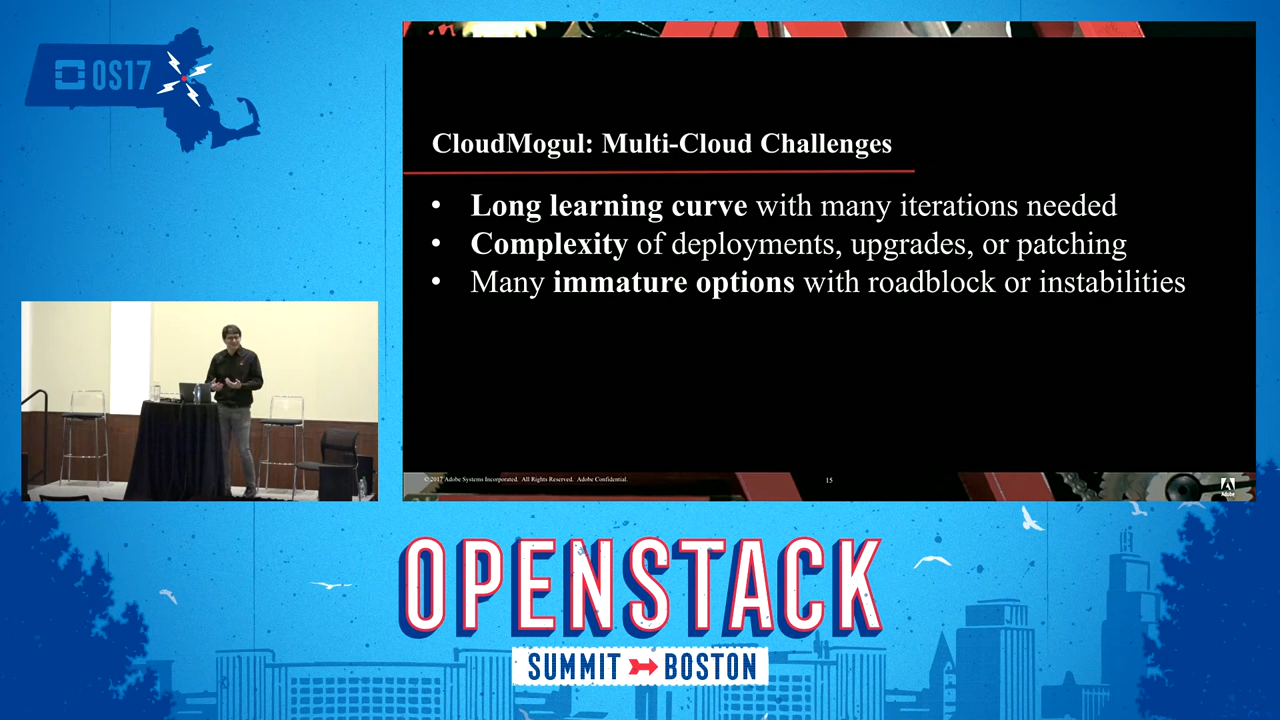 OS17
CloudMogul: Multi-Cloud Challenges
• Long learning curve with many iterations needed
• Complexity of deployments, upgrades, or patching
• Many immature options with roadblock or instabilities
© 2017 Adobe Systems Incorporated. All Rights Reserved. Adobe Confidential.
15
Adobe
OPENSTACK
SUMMIT BOSTON